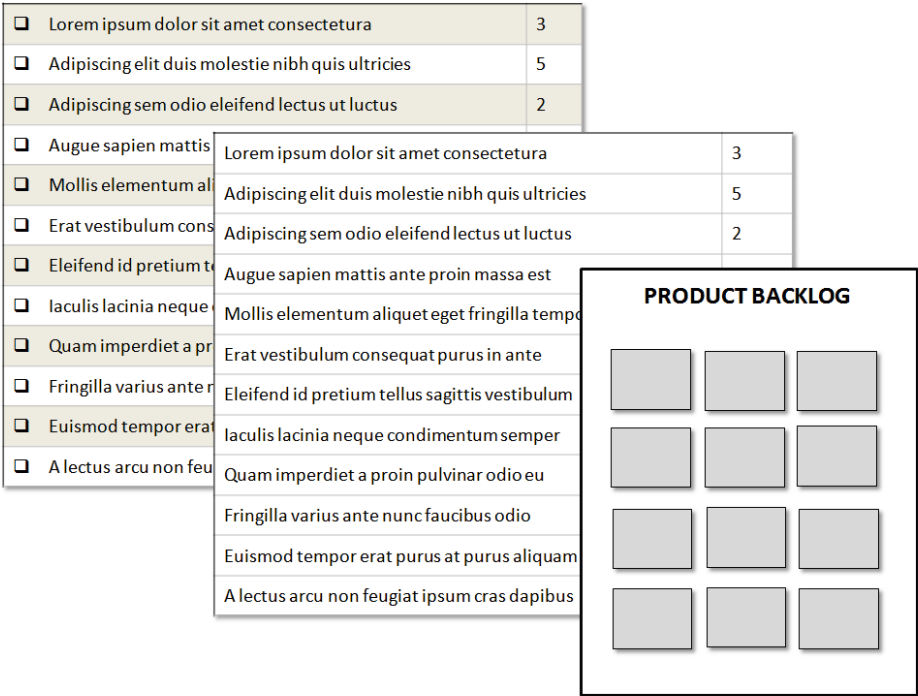 ❑ Lorem ipsum dolor sit amet consectetura 3
❑ Adipiscing elit duis molestie nibh quis ultricies 5
❑ Adipiscing sem odio eleifend lectus ut luctus 2
❑ Augue sapien mattis
❑ Mollis elementum
❑ Erat vestibulum
❑ Eleifend id pretium
❑ Iaculis lacinia neque
❑ Quam imperdiet a
❑ Fringilla varius ante
❑ Euismod tempor erat
❑ A lectus arcu non
Lorem ipsum dolor sit amet consectetura 3
Adipiscing elit duis molestie nibh quis ultricies 5
Adipiscing sem odio eleifend lectus ut luctus 2
Augue sapien mattis ante proin massa est
Mollis elementum aliquet eget fringilla
Erat vestibulum consequat purus in ante
Eleifend id pretium tellus sagittis vestibulum
Iaculis lacinia neque condimentum semper
Quam imperdiet a proin pulvinar odio eu
Fringilla varius ante nunc faucibus odio
Euismod tempor erat purus at purus aliquam
A lectus arcu non feugiat ipsum cras dapibus
PRODUCT BACKLOG